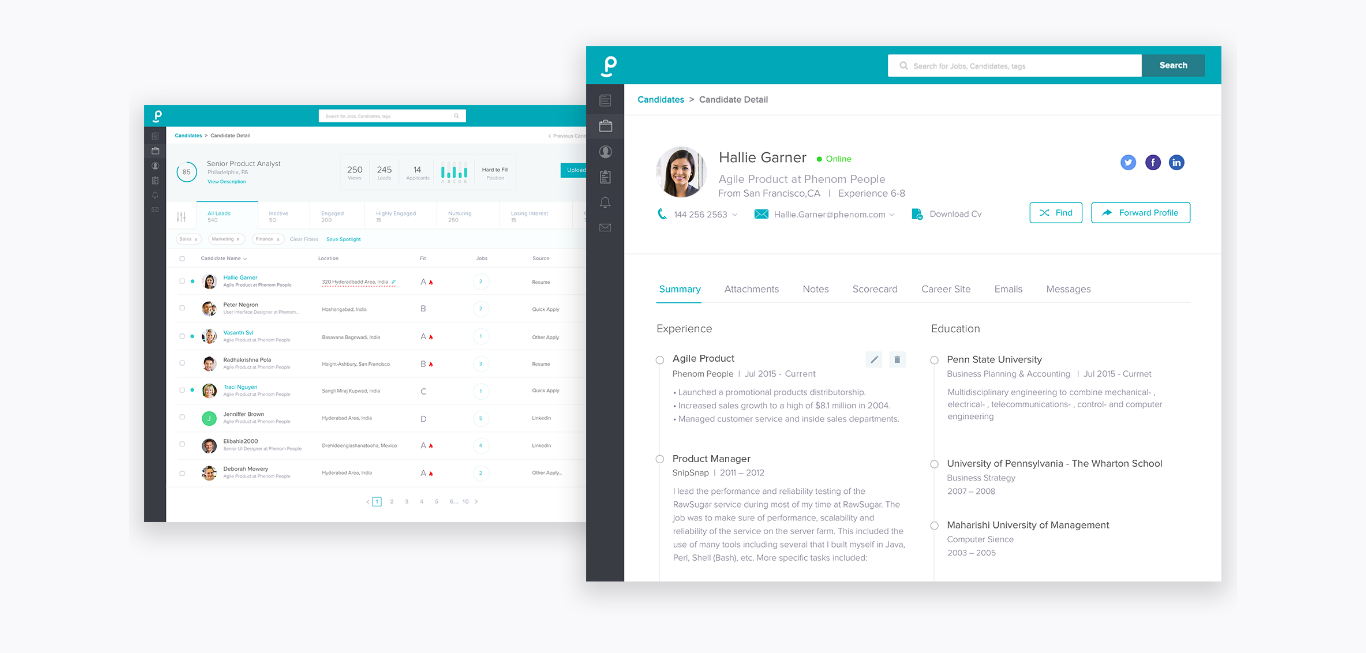 Search for Jobs, Candidates, tags
Candidates > Candidate Detail
< Previous
85
Senior Product Analyst
Philadelphia, PA
View Description
250
Views
245
Leads
14
Applicants
Hard to Fill
Position
Upload
All Leads
540
Inactive
50
Engaged
200
Highly Engaged
15
Nurturing
250
Losing Interest
15
Sales x
Marketing x
Finance x
Clear Filters
Save Spotlight
Candidate Name
Location
Fit
Jobs
Source
Hallie Garner
Agile Product at Phenom People
320 Hyderabadd Area, India
A
2
Resume
Peter Negron
User Interface Designer at Phenom...
Hoshangabad, India
B
2
Quick Apply
Vasanth Syl
Agile Product at Phenom People
Basavana Bagewadi, India
A
1
Other Apply
Radhakrishna Pola
Agile Product at Phenom People
Haight-Ashbury, San Francisco
B
3
Resume
Traci Nguyen
Agile Product at Phenom People
Sangli Miraj Kupwad, India
C
1
Quick Apply
J
Jenniffer Brown
Agile Product at Phenom People
Hyderabad Area, India
D
5
LinkedIn
Elibahie2000
Senior UI Designer at Phenom People
A
4
LinkedIn
Deborah Mowery
Agile Product at Phenom People
Hyderabad Area, India
A
2
Other Apply...
< 1 2 3 4 5 6... 10 >
Search for Jobs, Candidates, tags
Search
Candidates > Candidate Detail
Hallie Garner
Online
Agile Product at Phenom People
From San Francisco,CA | Experience 6-8
144 256 2563
Hallie.Garner@phenom.com
Download Cv
Find
Forward Profile
Summary
Attachments
Notes
Scorecard
Career Site
Emails
Messages
Experience
Agile Product
Phenom People | Jul 2015 - Current
• Launched a promotional products distributorship.
• Increased sales growth to a high of $8.1 million in 2004.
• Managed customer service and inside sales departments.
Product Manager
SnipSnap | 2011 – 2012
I lead the performance and reliability testing of the
RawSugar service during most of my time at RawSugar. The
job was to make sure of performance, scalability and
reliability of the service on the server farm. This included the
use of many tools including several that I built myself in Java,
Perl, Shell (Bash), etc. More specific tasks included:
Education
Penn State University
Business Planning & Accounting | Jul 2015 - Currnet
Multidisciplinary engineering to combine mechanical- ,
electrical- , telecommunications- , control- and computer
engineering
University of Pennsylvania - The Wharton School
Business Strategy
2007 – 2008
Maharishi University of Management
Computer Sience
2003 – 2005